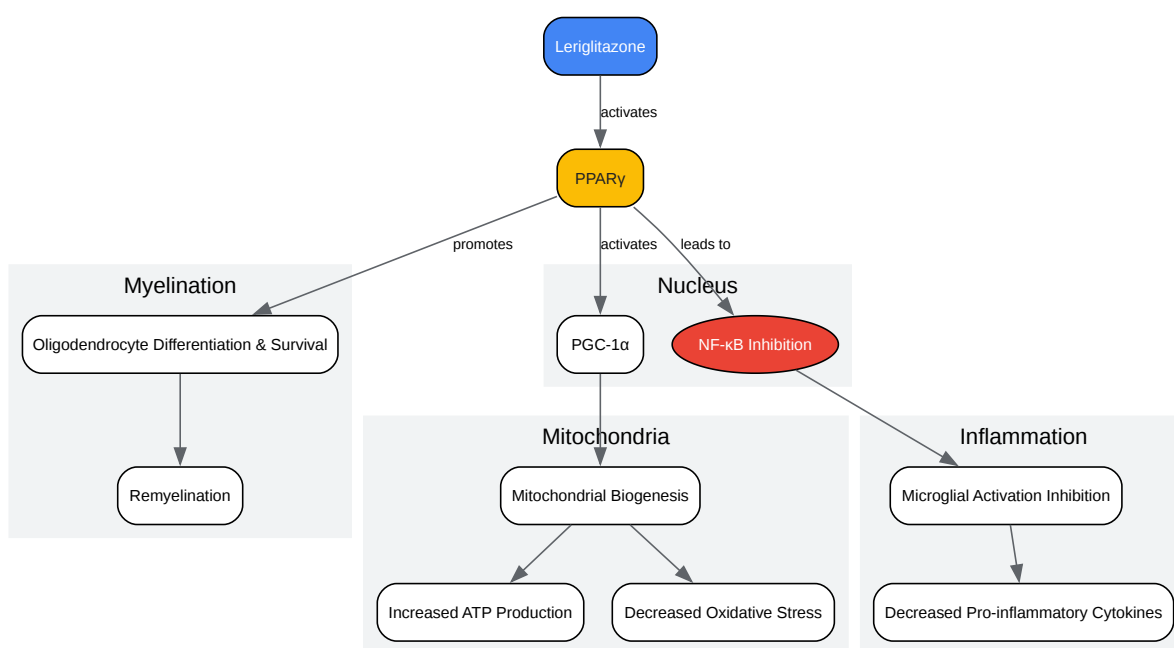 Leriglitazone
activates
PPARγ
promotes
activates
leads to
Myelination
Nucleus
Oligodendrocyte Differentiation & Survival
PGC-1α
NF-κB Inhibition
Mitochondria
Inflammation
Remyelination
Mitochondrial Biogenesis
Microglial Activation Inhibition
Increased ATP Production
Decreased Oxidative Stress
Decreased Pro-inflammatory Cytokines